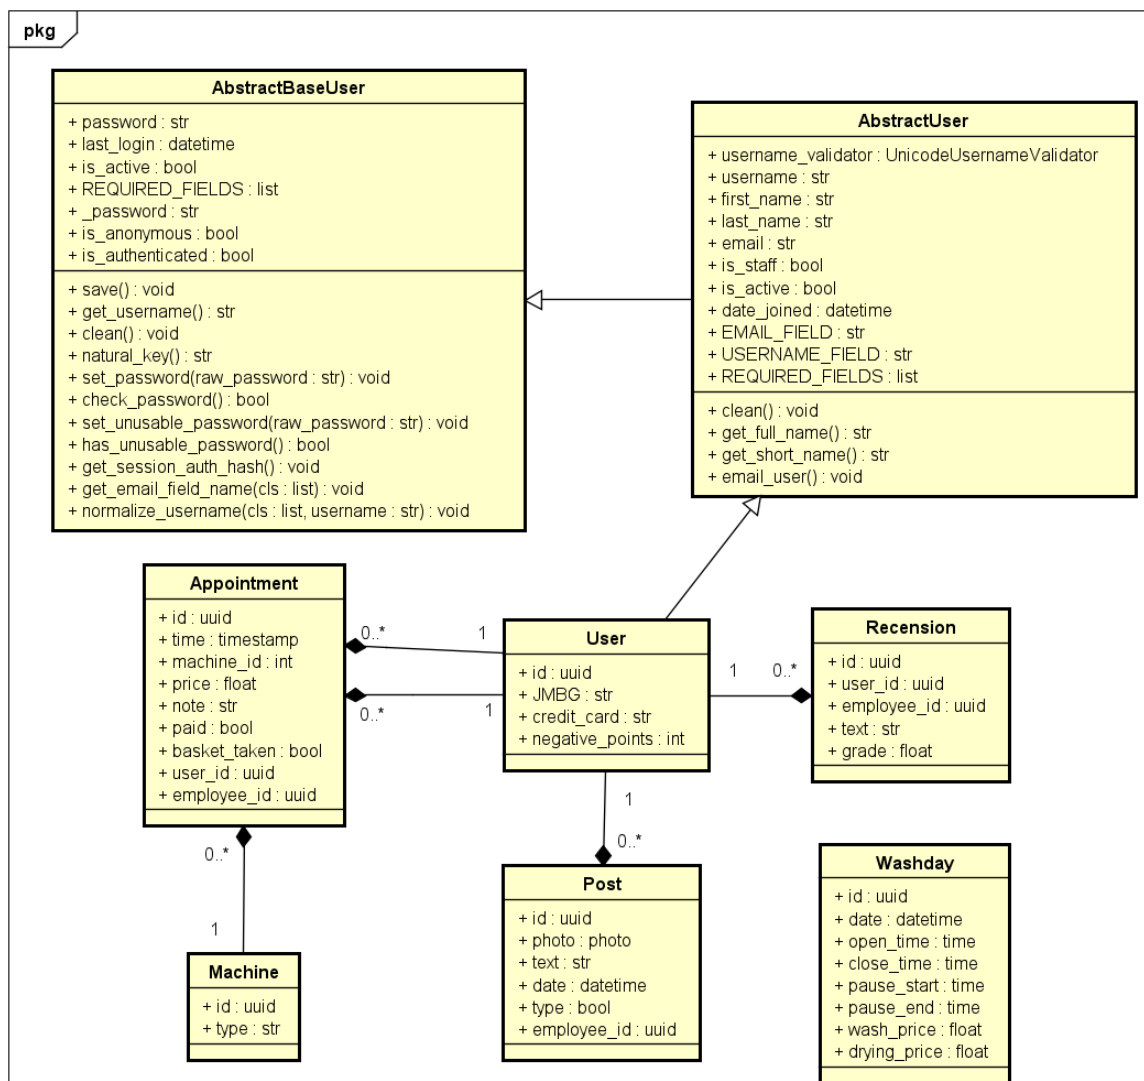 pkg
AbstractBaseUser
+ password : str
+ last_login : datetime
+ is_active : bool
+ REQUIRED_FIELDS : list
+ _password : str
+ is_anonymous : bool
+ is_authenticated : bool
+ save() : void
+ get_username() : str
+ clean() : void
+ natural_key() : str
+ set_password(raw_password : str) : void
+ check_password() : bool
+ set_unusable_password(raw_password : str) : void
+ has_unusable_password() : bool
+ get_session_auth_hash() : void
+ get_email_field_name(cls : list) : void
+ normalize_username(cls : list, username : str) : void
AbstractUser
+ username_validator : UnicodeUsernameValidator
+ username : str
+ first_name : str
+ last_name : str
+ email : str
+ is_staff : bool
+ is_active : bool
+ date_joined : datetime
+ EMAIL_FIELD : str
+ USERNAME_FIELD : str
+ REQUIRED_FIELDS : list
+ clean() : void
+ get_full_name() : str
+ get_short_name() : str
+ email_user() : void
Appointment
+ id : uuid
+ time : timestamp
+ machine_id : int
+ price : float
+ note : str
+ paid : bool
+ basket_taken : bool
+ user_id : uuid
+ employee_id : uuid
0..*
1
0..*
1
User
+ id : uuid
+ JMBG : str
+ credit_card : str
+ negative_points : int
1
0..*
Recension
+ id : uuid
+ user_id : uuid
+ employee_id : uuid
+ text : str
+ grade : float
0..*
1
Machine
+ id : uuid
+ type : str
1
0..*
Post
+ id : uuid
+ photo : photo
+ text : str
+ date : datetime
+ type : bool
+ employee_id : uuid
Washday
+ id : uuid
+ date : datetime
+ open_time : time
+ close_time : time
+ pause_start : time
+ pause_end : time
+ wash_price : float
+ drying_price : float